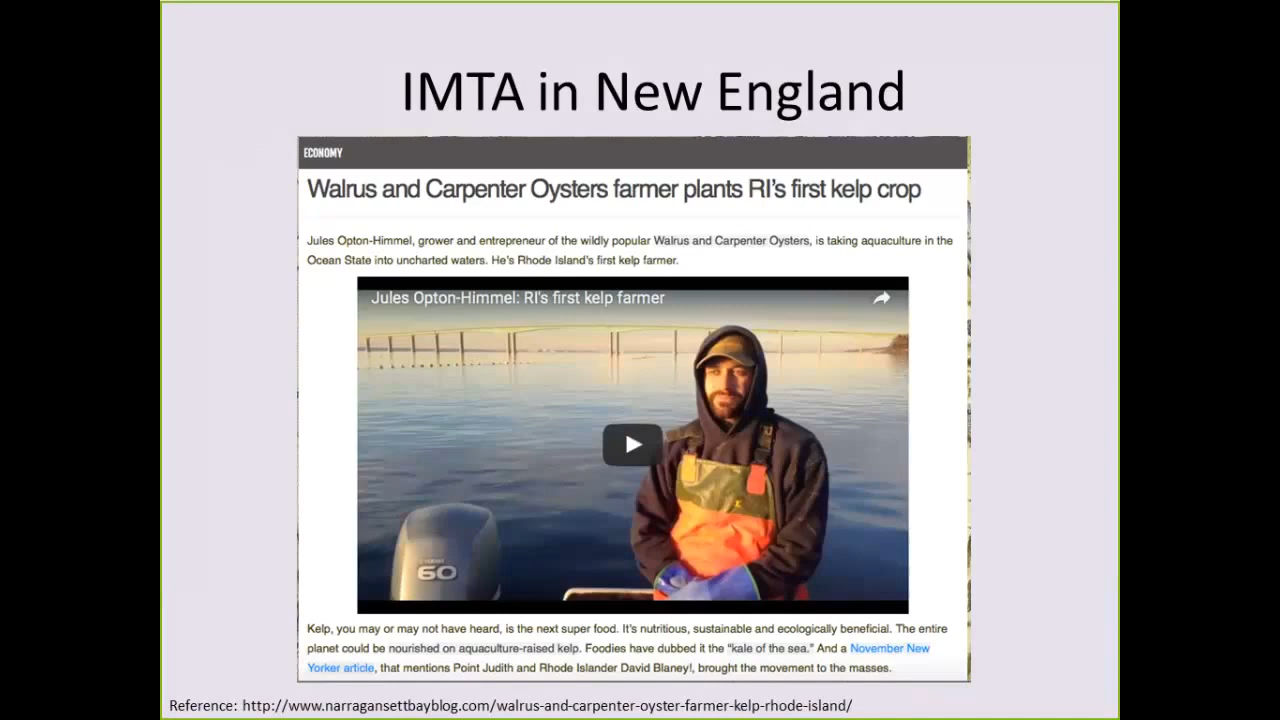 IMTA in New England
ECONOMY
Walrus and Carpenter Oysters farmer plants RI's first kelp crop
Jules Opton-Himmel, grower and entrepreneur of the wildly popular Walrus and Carpenter Oysters, is taking aquaculture in the
Ocean State into uncharted waters. He's Rhode Island's first kelp farmer.
Jules Opton-Himmel: RI's first kelp farmer
YAMAHA
60
Kelp, you may or may not have heard, is the next super food. It's nutritious, sustainable and ecologically beneficial. The entire
planet could be nourished on aquaculture-raised kelp. Foodies have dubbed it the "kale of the sea." And a November New
Yorker article, that mentions Point Judith and Rhode Islander David Blaney!, brought the movement to the masses.
Reference: http://www.narragansettbayblog.com/walrus-and-carpenter-oyster-farmer-kelp-rhode-island/